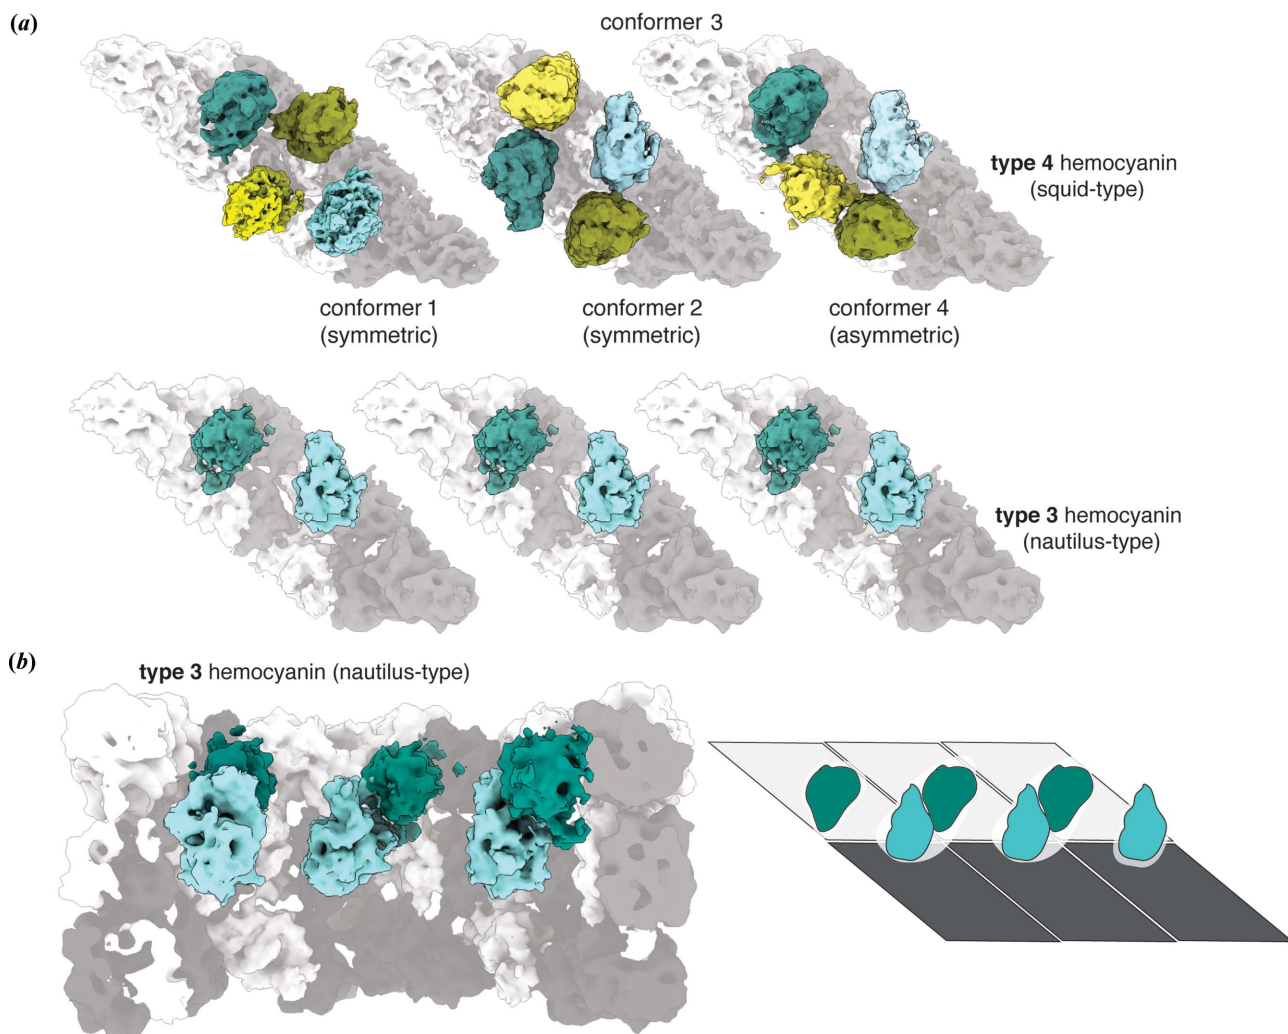 (a)
conformer 3
type 4 hemocyanin
(squid-type)
conformer 1
(symmetric)
conformer 2
(symmetric)
conformer 4
(asymmetric)
type 3 hemocyanin
(nautilus-type)
(b)
type 3 hemocyanin (nautilus-type)